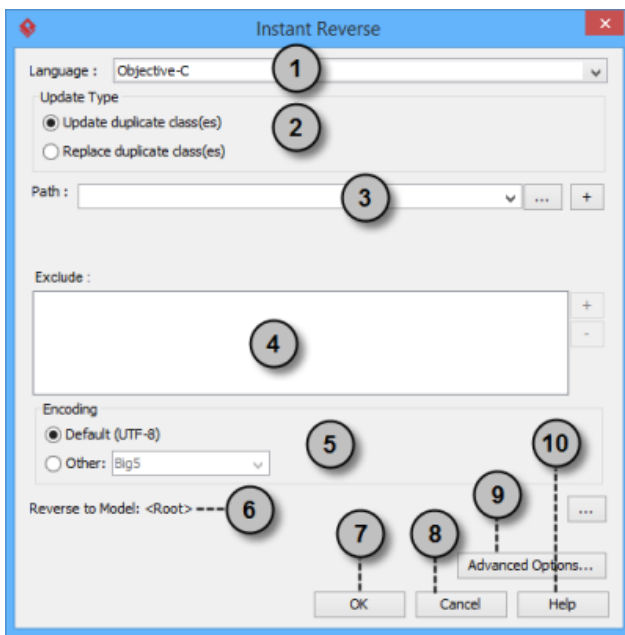 Instant Reverse
Language : Objective-C
1
Update Type
Update duplicate class(es)
2
Replace duplicate class(es)
Path :
3
...
+
Exclude :
+
-
4
Encoding
Default (UTF-8)
5
10
Other: Big5
Reverse to Model: <Root>
6
9
...
7
8
Advanced Options...
OK
Cancel
Help